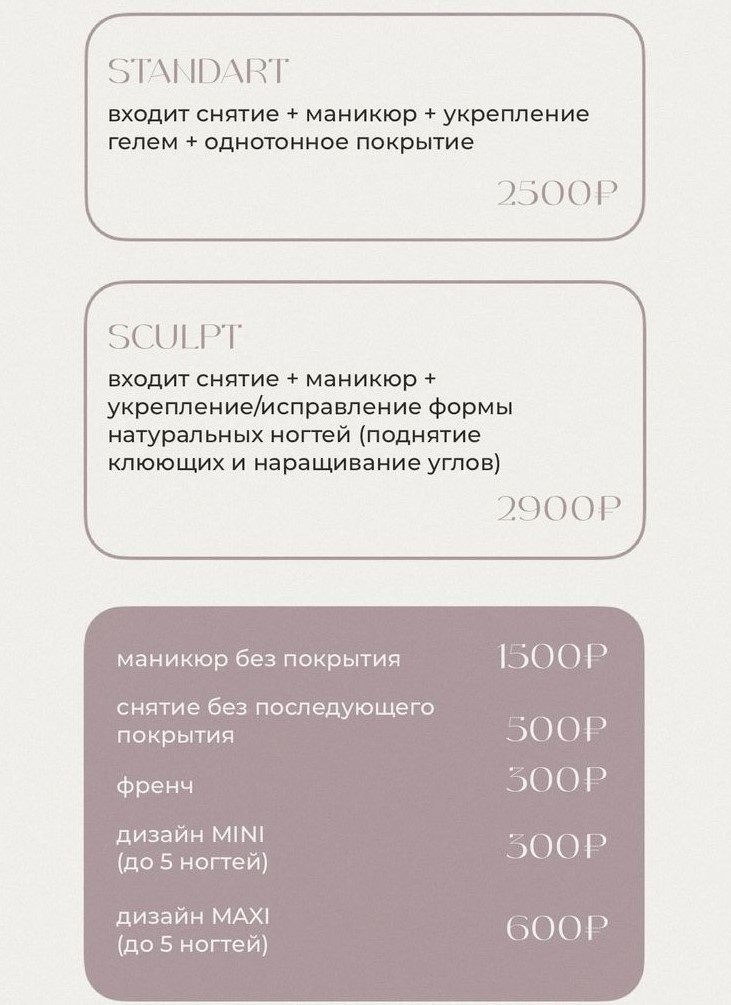 STANDART
входит снятие + маникюр + укрепление
гелем + однотонное покрытие
2500₽
SCULPT
входит снятие + маникюр +
укрепление/исправление формы
натуральных ногтей (поднятие
клюющих и наращивание углов)
2900₽
маникюр без покрытия 1500₽
снятие без последующего
покрытия 500₽
френч 300₽
дизайн MINI
(до 5 ногтей) 300₽
дизайн MAXI
(до 5 ногтей) 600₽